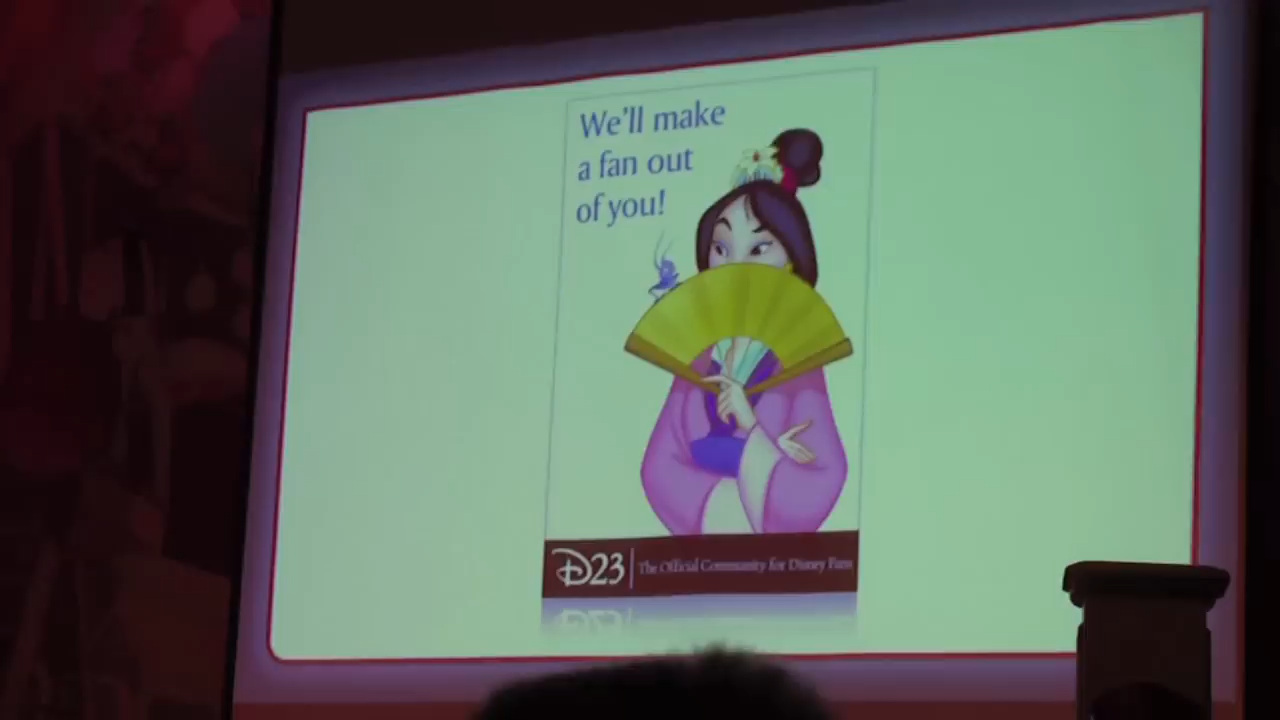 We'll make
a fan out
of you!
D23 | The Official Community for Disney Fans